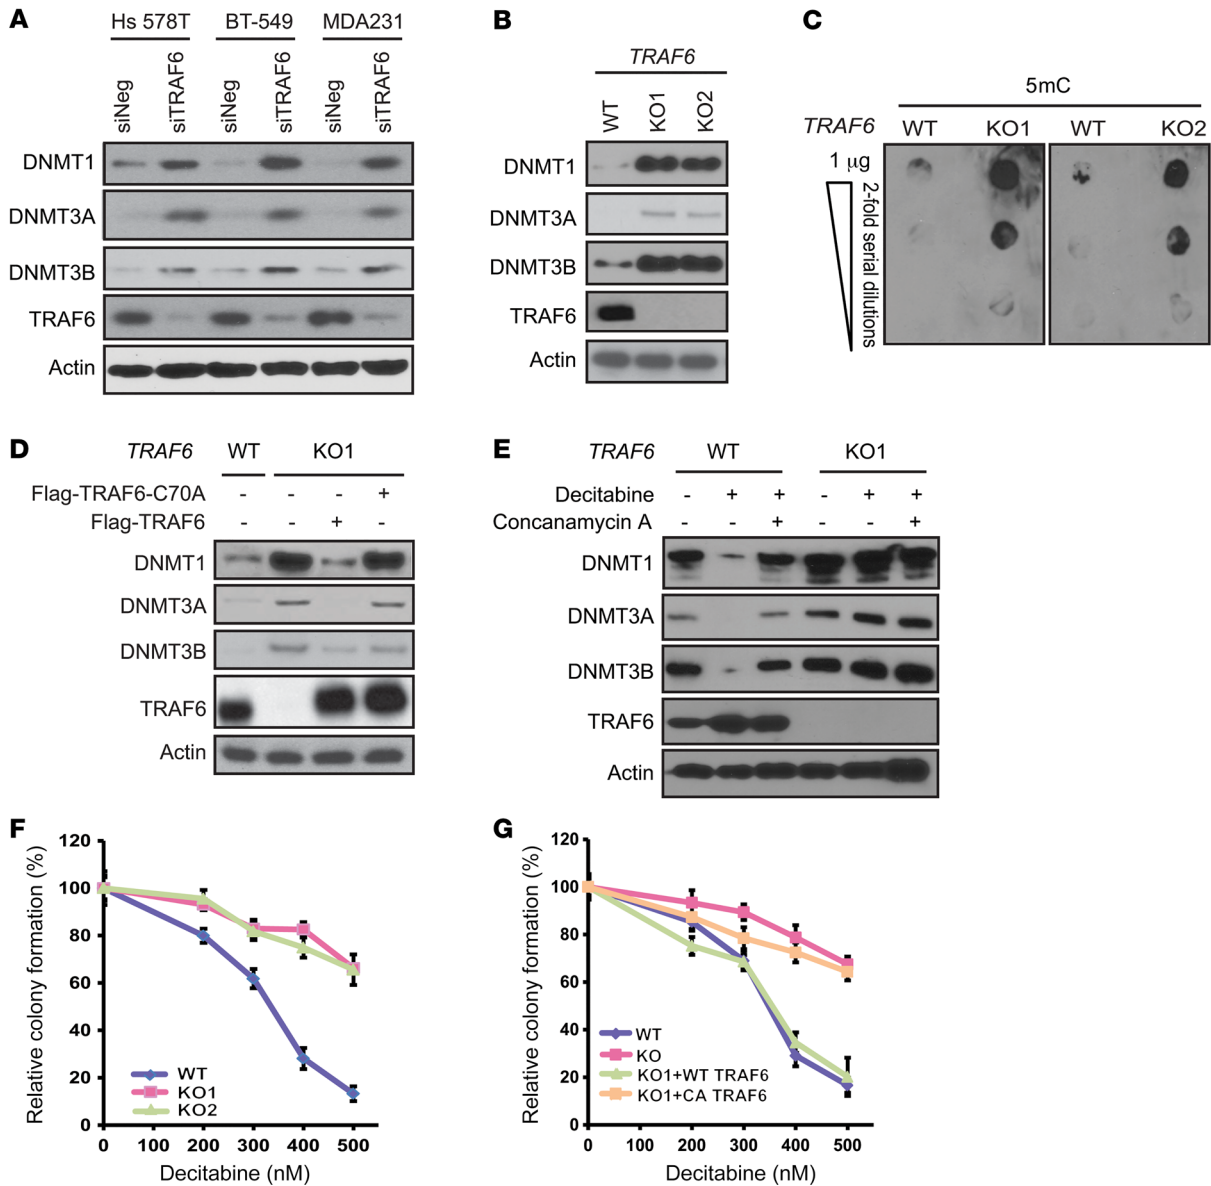 A
Hs 578T BT-549 MDA231
siNeg siTRAF6 siNeg siTRAF6 siNeg siTRAF6
DNMT1
DNMT3A
DNMT3B
TRAF6
Actin
B
TRAF6
WT KO1 KO2
DNMT1
DNMT3A
DNMT3B
TRAF6
Actin
C
5mC
TRAF6 WT KO1 WT KO2
1 µg
2-fold serial dilutions
D
TRAF6 WT KO1
Flag-TRAF6-C70A - - - +
Flag-TRAF6 - - + -
DNMT1
DNMT3A
DNMT3B
TRAF6
Actin
E
TRAF6 WT KO1
Decitabine - + + - + +
Concanamycin A - - + - - +
DNMT1
DNMT3A
DNMT3B
TRAF6
Actin
F
Relative colony formation (%)
120
100
80
60
40
20
0
WT
KO1
KO2
0 100 200 300 400 500
Decitabine (nM)
G
Relative colony formation (%)
120
100
80
60
40
20
0
WT
KO
KO1+WT TRAF6
KO1+CA TRAF6
0 100 200 300 400 500
Decitabine (nM)